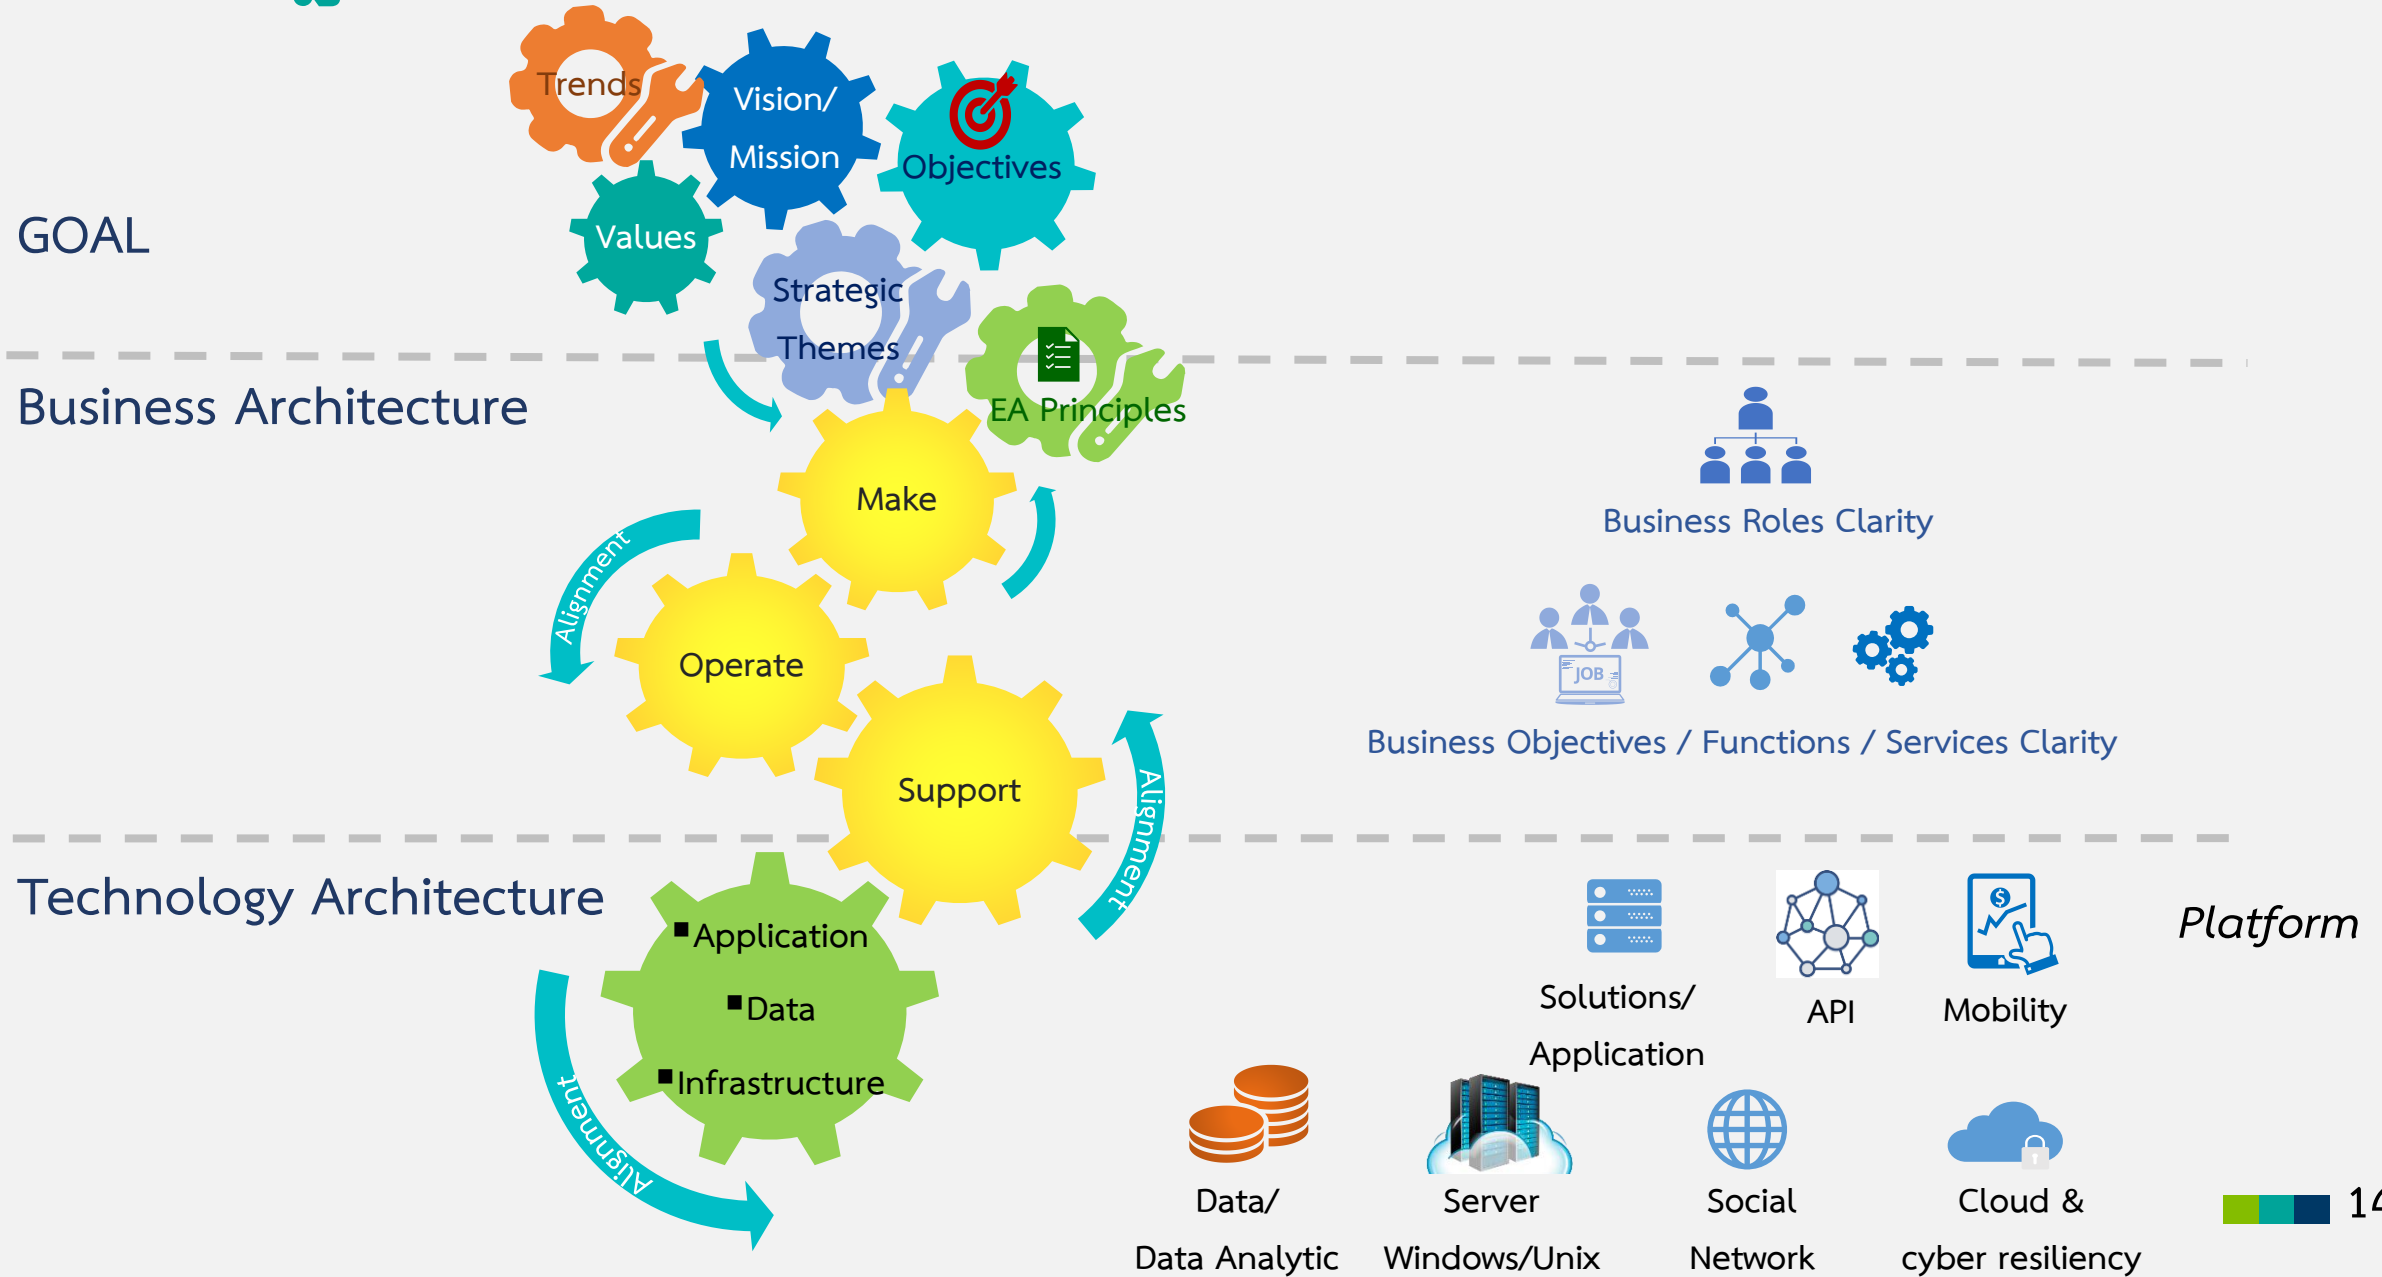 Trends
Vision/
Mission
Objectives
GOAL
Values
Strategic
Themes
Business Architecture
EA Principles
Make
Business Roles Clarity
Alignment
Operate
JOB
Business Objectives / Functions / Services Clarity
Support
Alignment
Technology Architecture
▪Application
▪Data
▪Infrastructure
Alignment
Platform
Solutions/
Application
API
Mobility
Data/
Data Analytic
Server
Windows/Unix
Social
Network
Cloud &
cyber resiliency